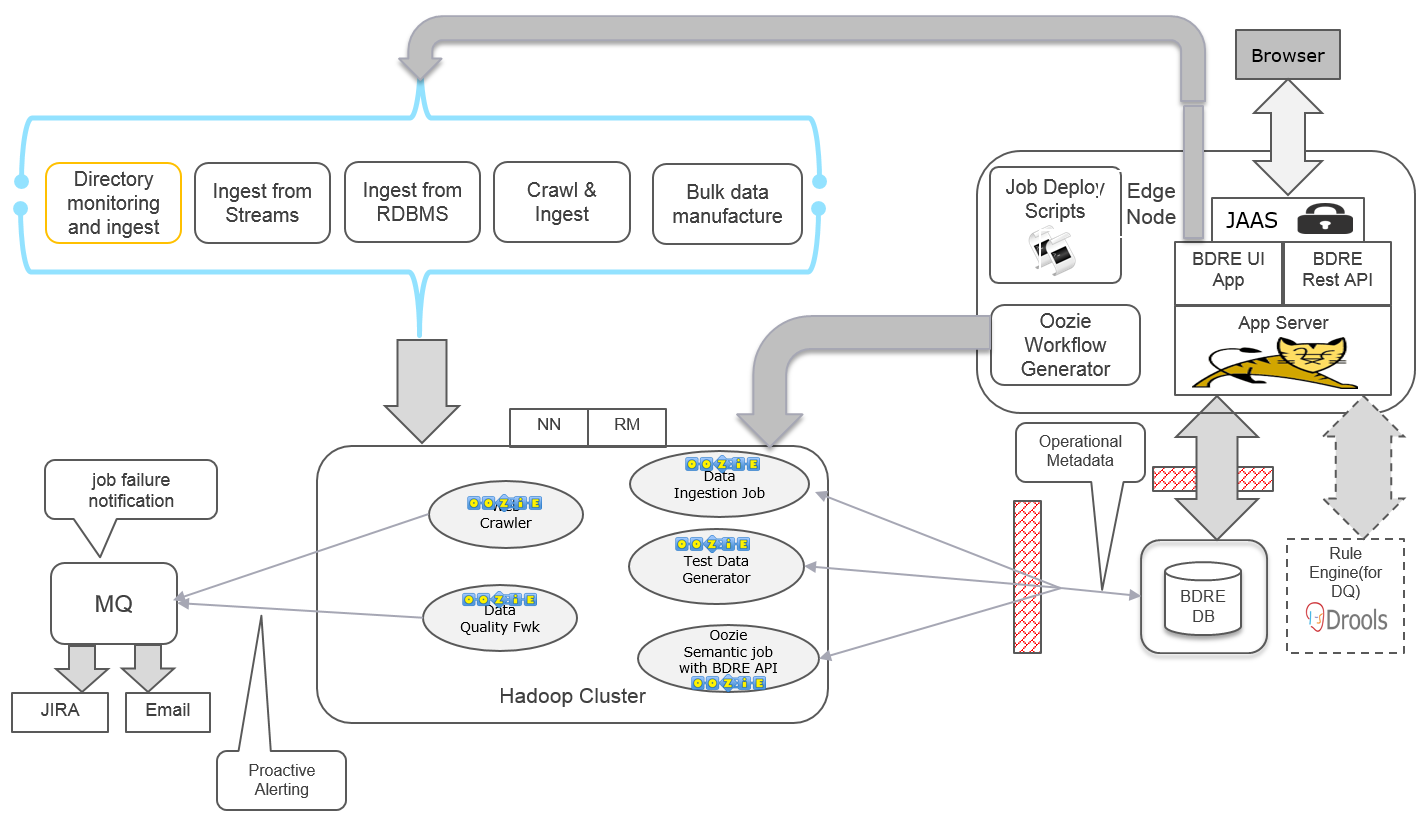 Browser
Directory
monitoring
and ingest
Ingest from
Streams
Ingest from
RDBMS
Crawl &
Ingest
Bulk data
manufacture
Job Deploy
Scripts
Edge
Node
JAAS
BDRE UI
App
BDRE
Rest API
App Server
Oozie
Workflow
Generator
NN
RM
Operational
Metadata
job failure
notification
MQ
JIRA
Email
Proactive
Alerting
OOZiE
Crawler
OOZiE
Data
Quality Fwk
OOZiE
Data
Ingestion Job
OOZiE
Test Data
Generator
Oozie
Semantic job
with BDRE API
OOZiE
Hadoop Cluster
BDRE
DB
Rule
Engine(for
DQ)
Drools